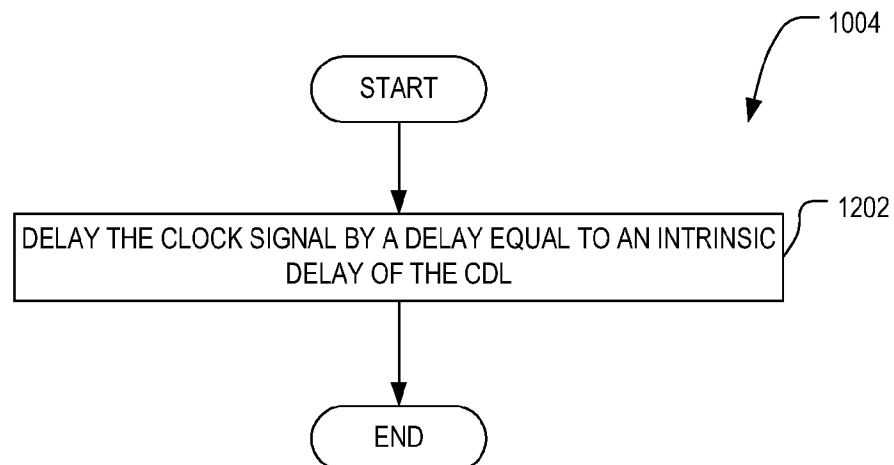 1004
START
1202
DELAY THE CLOCK SIGNAL BY A DELAY EQUAL TO AN INTRINSIC
DELAY OF THE CDL
END